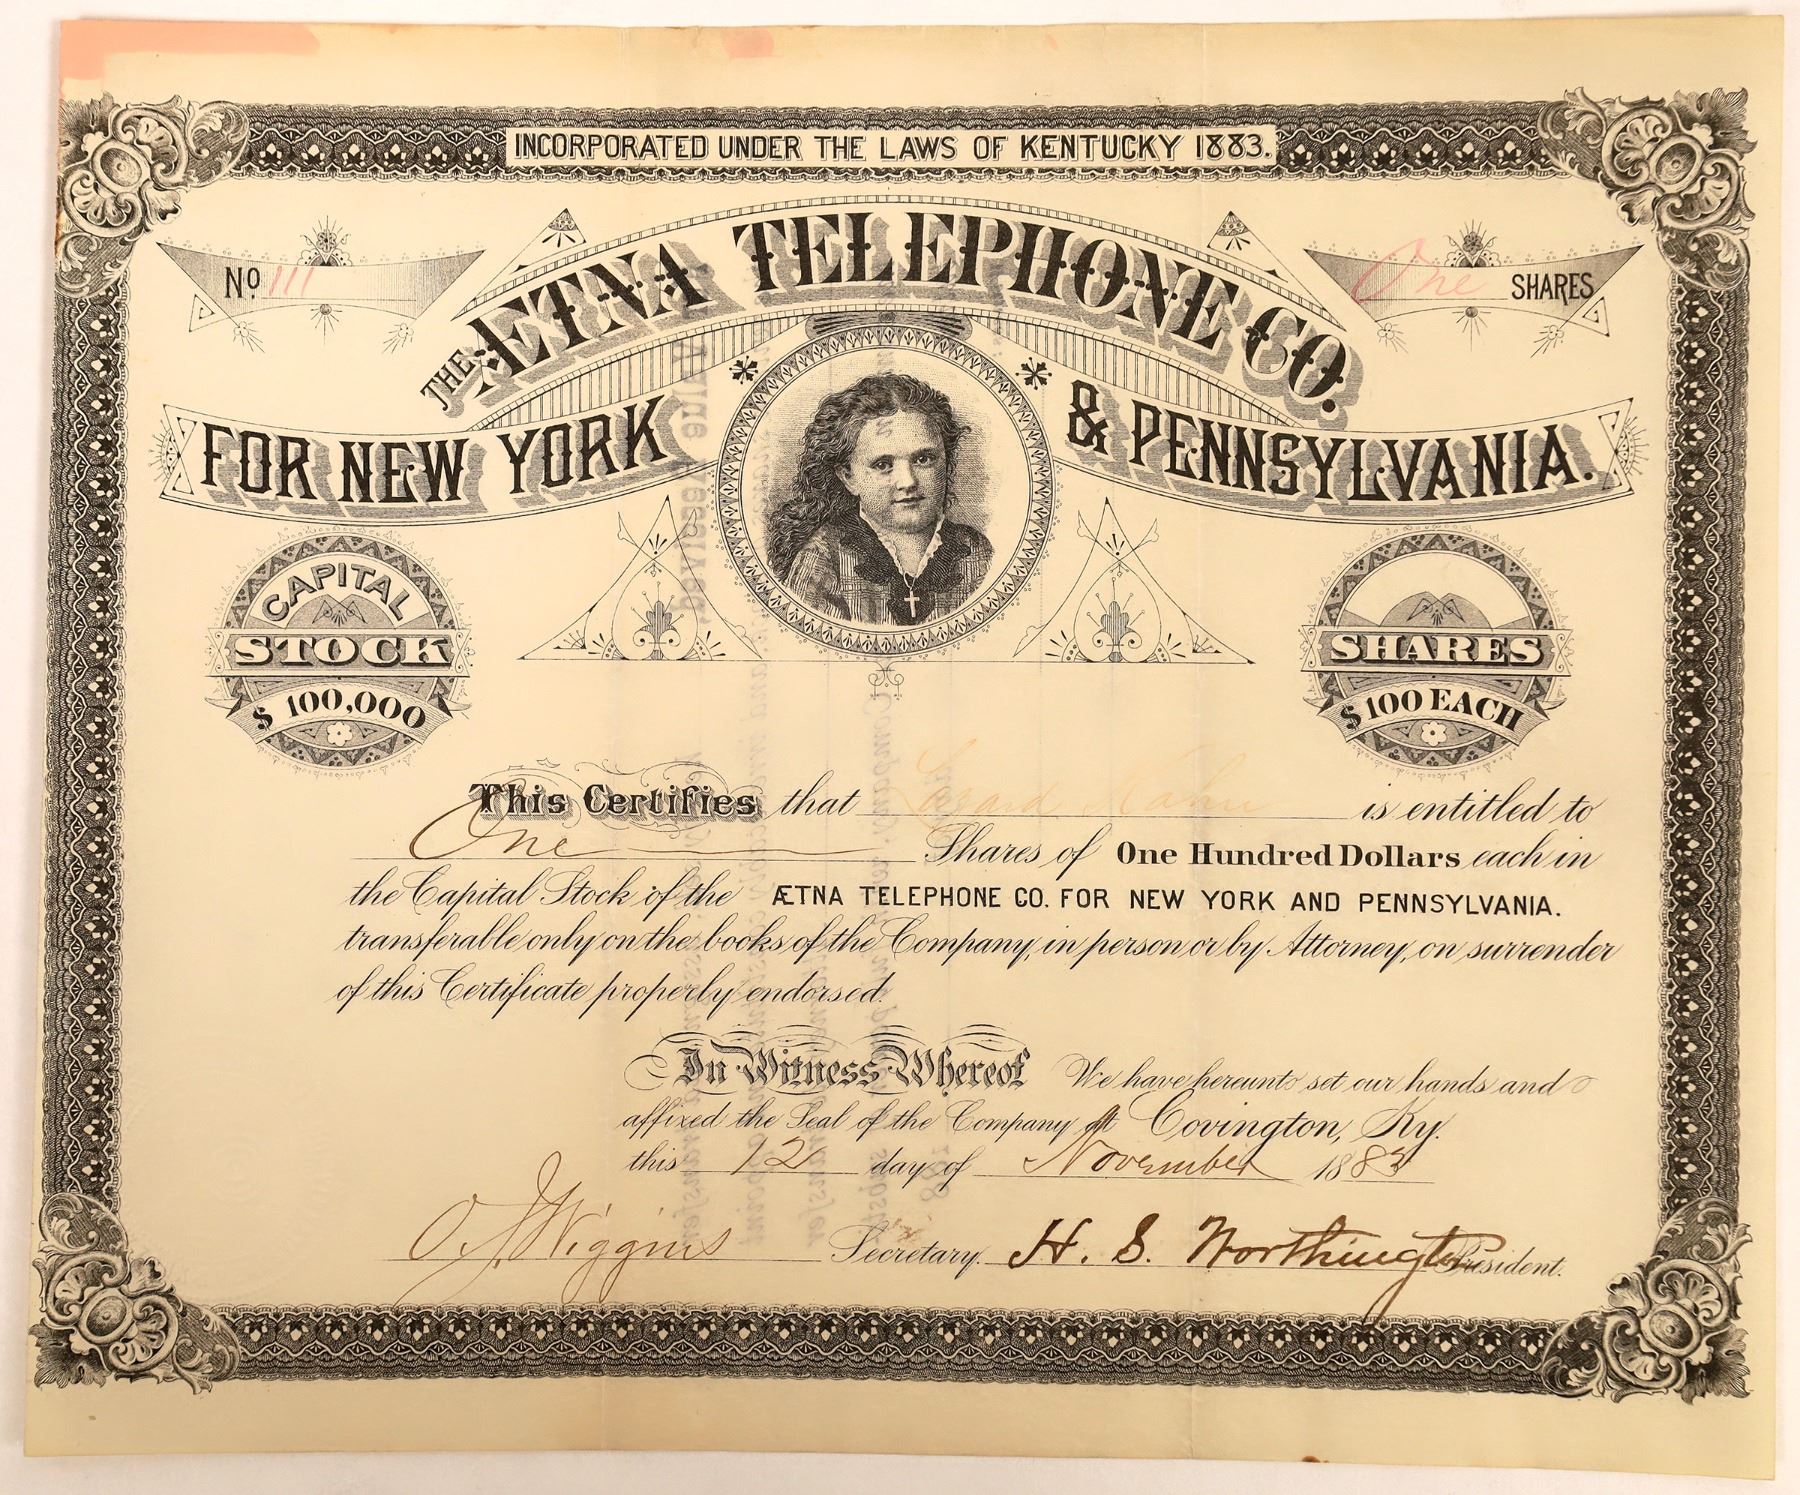 INCORPORATED UNDER THE LAWS OF KENTUCKY 1883.
No. 111
One SHARES
THE ÆTNA TELEPHONE CO.
FOR NEW YORK & PENNSYLVANIA.
CAPITAL
STOCK
$ 100,000
SHARES
$100 EACH
This Certifies that Lazard Kahn is entitled to
One Shares of One Hundred Dollars each in
the Capital Stock of the ÆTNA TELEPHONE CO. FOR NEW YORK AND PENNSYLVANIA.
transferable only on the books of the Company, in person or by Attorney, on surrender
of this Certificate properly endorsed.
In Witness Whereof We have hereunto set our hands and
affixed the Seal of the Company at Covington, Ky.
this 12 day of November 1883
O J Wiggins Secretary. H. S. Worthington President.